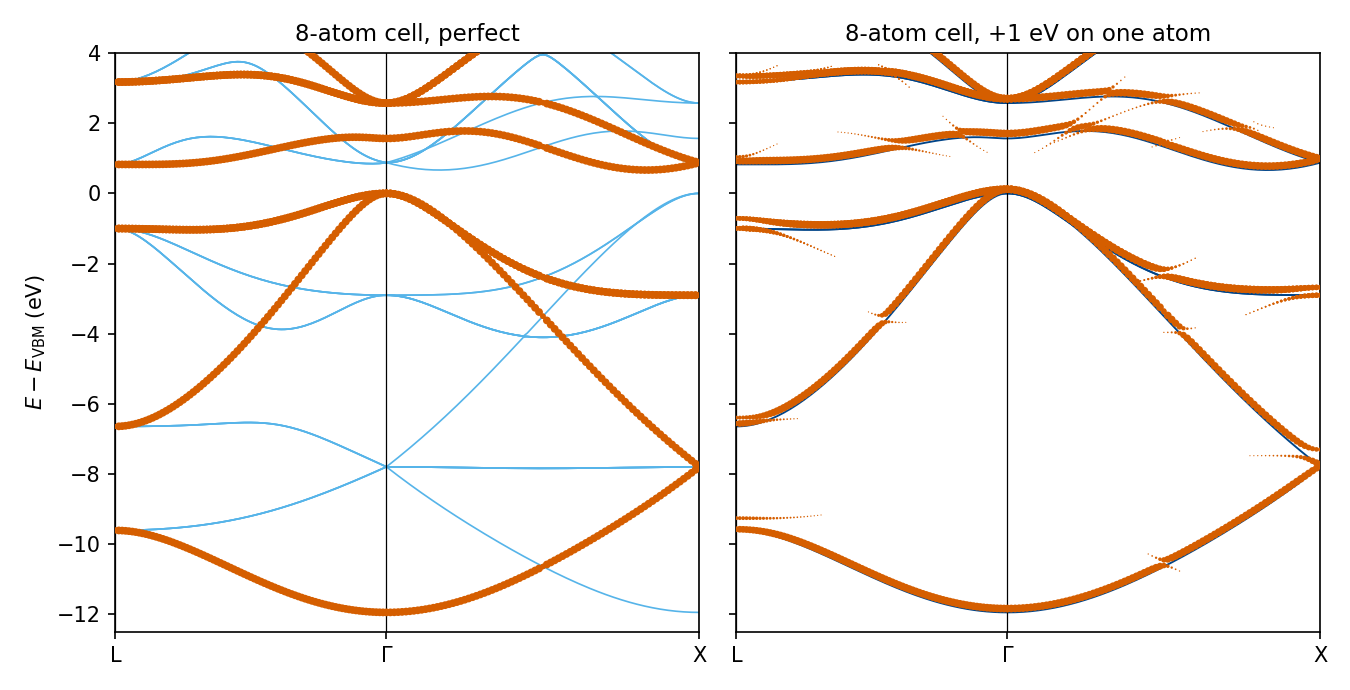 8-atom cell, perfect
8-atom cell, +1 eV on one atom
E − E_VBM (eV)
4
2
0
−2
−4
−6
−8
−10
−12
L
Γ
X
L
Γ
X